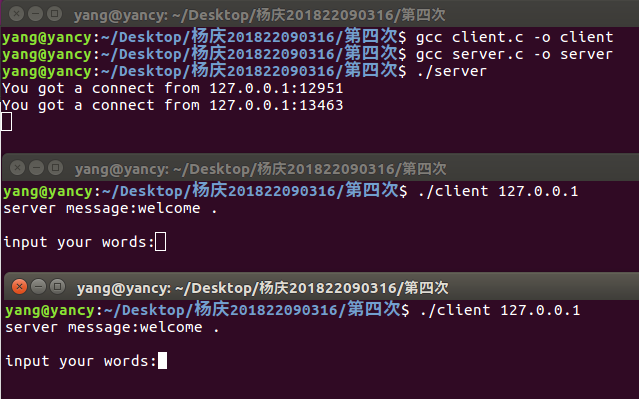 yang@yancy: ~/Desktop/杨庆201822090316/第四次
yang@yancy:~/Desktop/杨庆201822090316/第四次$ gcc client.c -o client
yang@yancy:~/Desktop/杨庆201822090316/第四次$ gcc server.c -o server
yang@yancy:~/Desktop/杨庆201822090316/第四次$ ./server
You got a connect from 127.0.0.1:12951
You got a connect from 127.0.0.1:13463
yang@yancy: ~/Desktop/杨庆201822090316/第四次
yang@yancy:~/Desktop/杨庆201822090316/第四次$ ./client 127.0.0.1
server message:welcome .
input your words:
yang@yancy: ~/Desktop/杨庆201822090316/第四次
yang@yancy:~/Desktop/杨庆201822090316/第四次$ ./client 127.0.0.1
server message:welcome .
input your words: